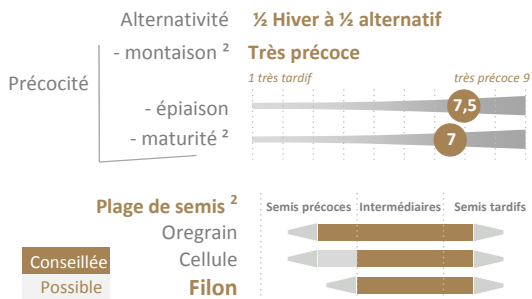 Alternativité ½ Hiver à ½ alternatif
- montaison ² Très précoce
1 très tardif très précoce 9
Précocité
- épiaison 7,5
- maturité ² 7
Plage de semis ² Semis précoces Intermédiaires Semis tardifs
Oregrain
Conseillée Cellule
Possible Filon